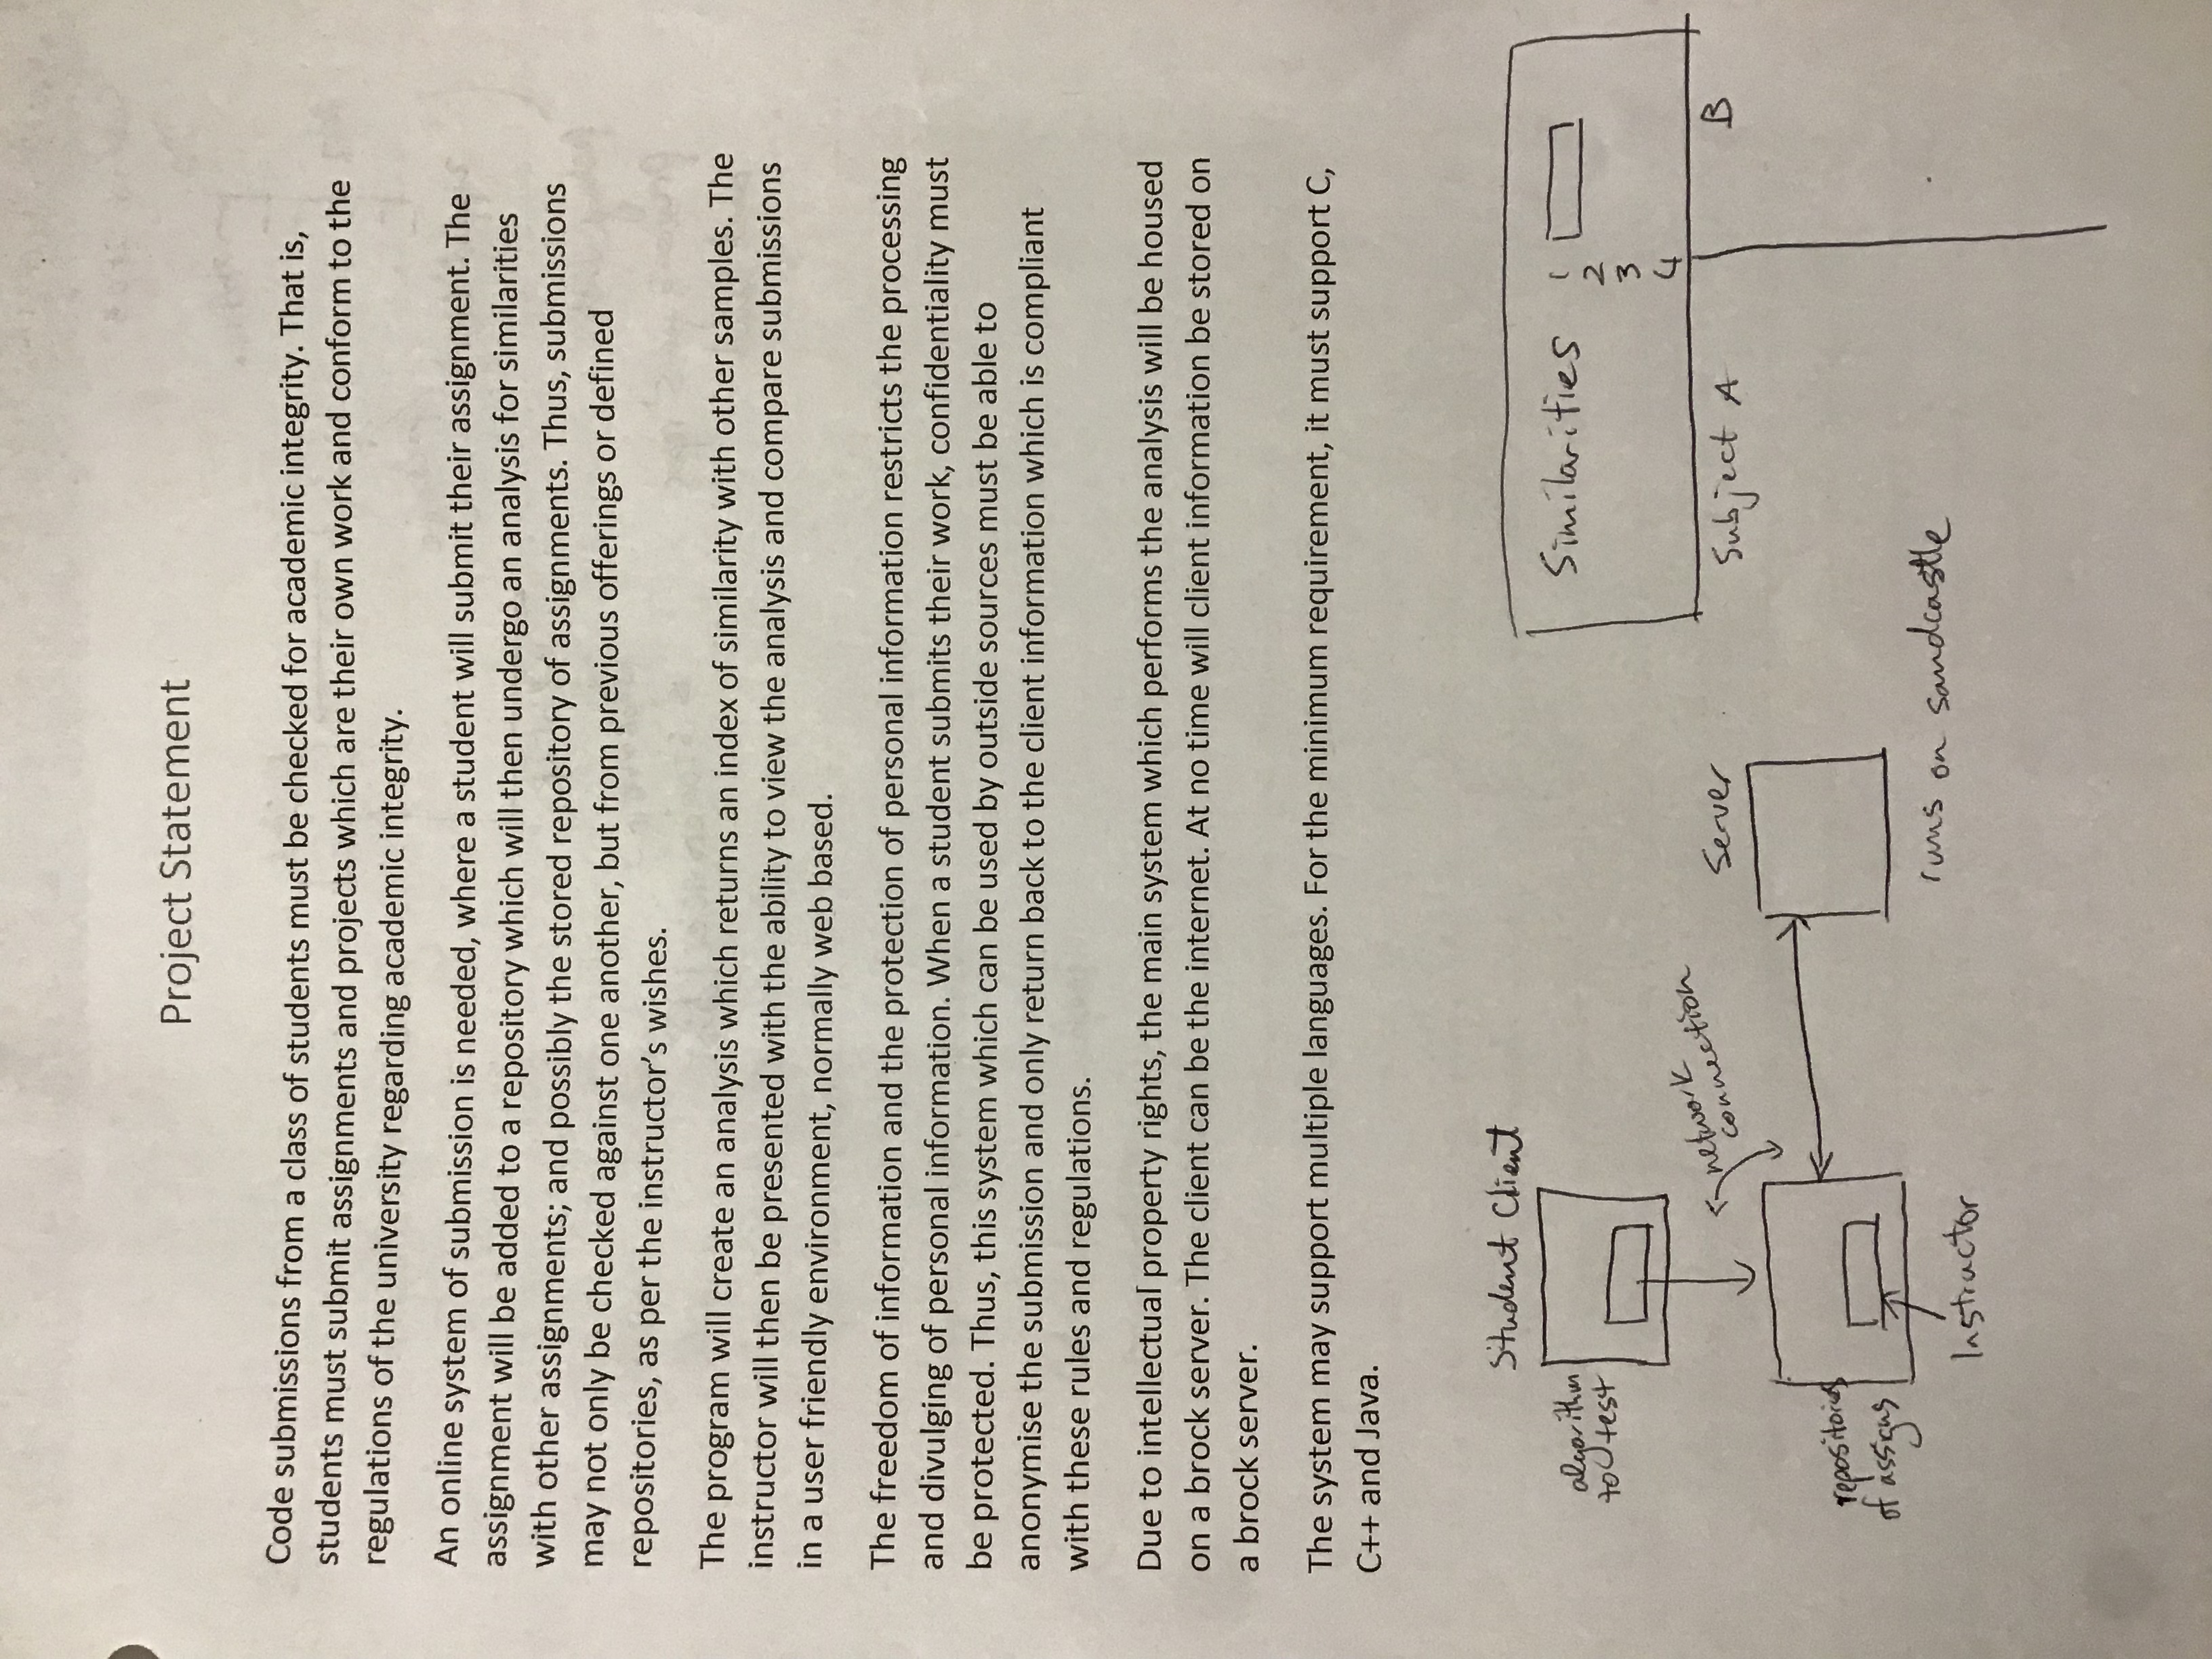 Project Statement
Code submissions from a class of students must be checked for academic integrity. That is,
students must submit assignments and projects which are their own work and conform to the
regulations of the university regarding academic integrity.
An online system of submission is needed, where a student will submit their assignment. The
assignment will be added to a repository which will then undergo an analysis for similarities
with other assignments; and possibly the stored repository of assignments. Thus, submissions
may not only be checked against one another, but from previous offerings or defined
repositories, as per the instructor's wishes.
The program will create an analysis which returns an index of similarity with other samples. The
instructor will then be presented with the ability to view the analysis and compare submissions
in a user friendly environment, normally web based.
The freedom of information and the protection of personal information restricts the processing
and divulging of personal information. When a student submits their work, confidentiality must
be protected. Thus, this system which can be used by outside sources must be able to
anonymise the submission and only return back to the client information which is compliant
with these rules and regulations.
Due to intellectual property rights, the main system which performs the analysis will be housed
on a brock server. The client can be the internet. At no time will client information be stored on
a brock server.
The system may support multiple languages. For the minimum requirement, it must support C,
C++ and Java.
Student Client
algorithm
to test
network
connection
Server
repositories
of assigns
Instructor
runs on sandcastle
Similarities 1
2
3
4
Subject A B